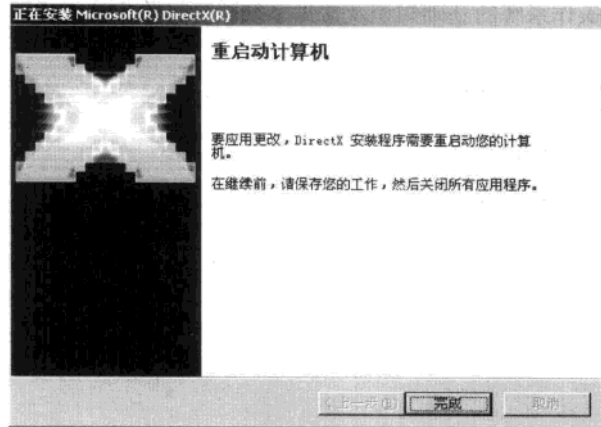 正在安装 Microsoft(R) DirectX(R)
重启动计算机
要应用更改，DirectX 安装程序需要重启动您的计算
机。
在继续前，请保存您的工作，然后关闭所有应用程序。
<上一步(B) 完成 取消